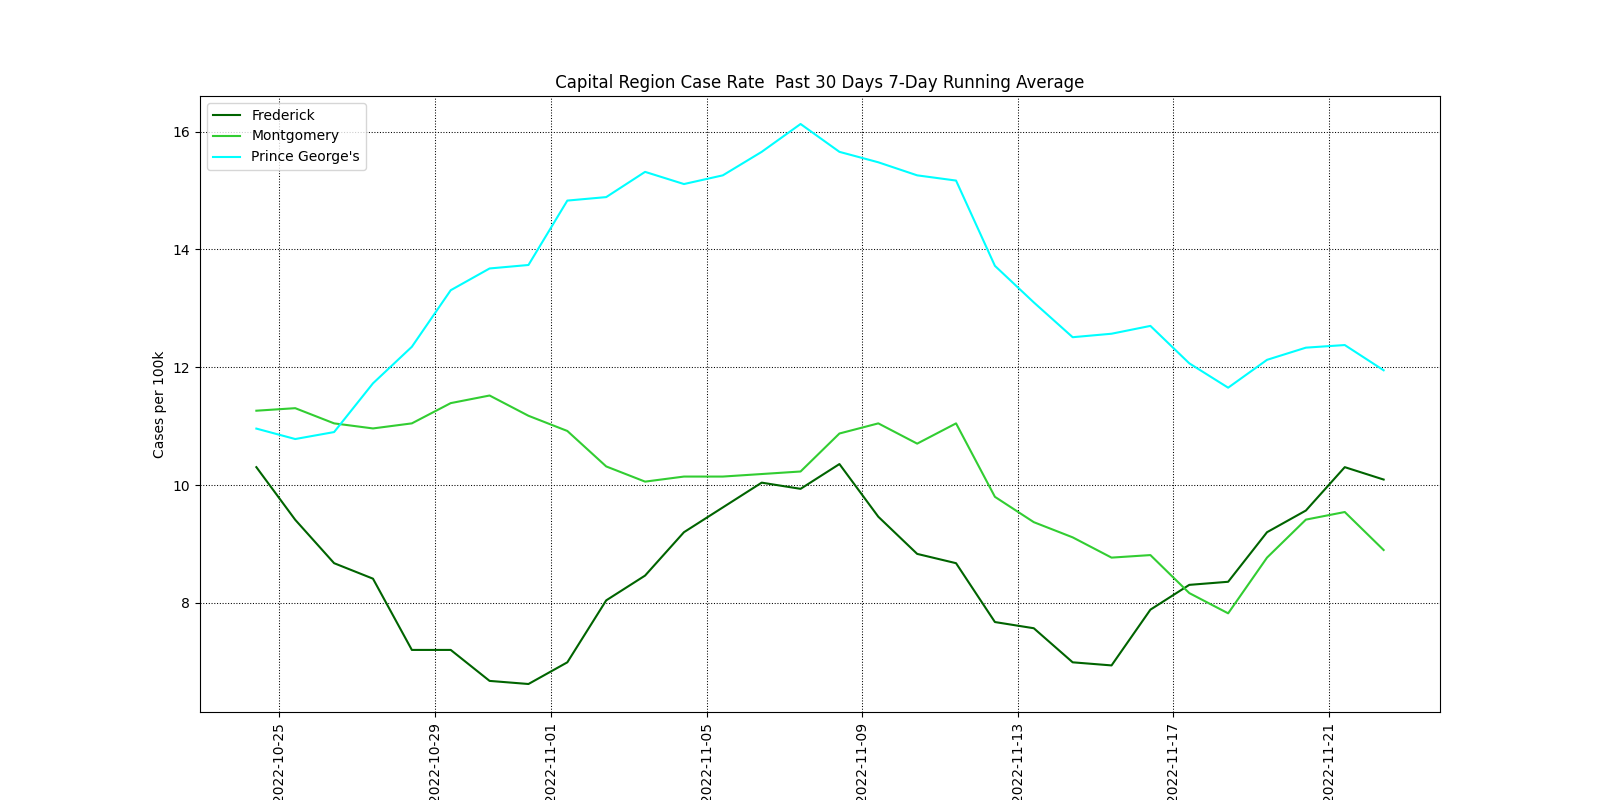 Capital Region Case Rate  Past 30 Days 7-Day Running Average
Frederick
Montgomery
Prince George's
Cases per 100k
16
14
12
10
8
2022-10-25
2022-10-29
2022-11-01
2022-11-05
2022-11-09
2022-11-13
2022-11-17
2022-11-21